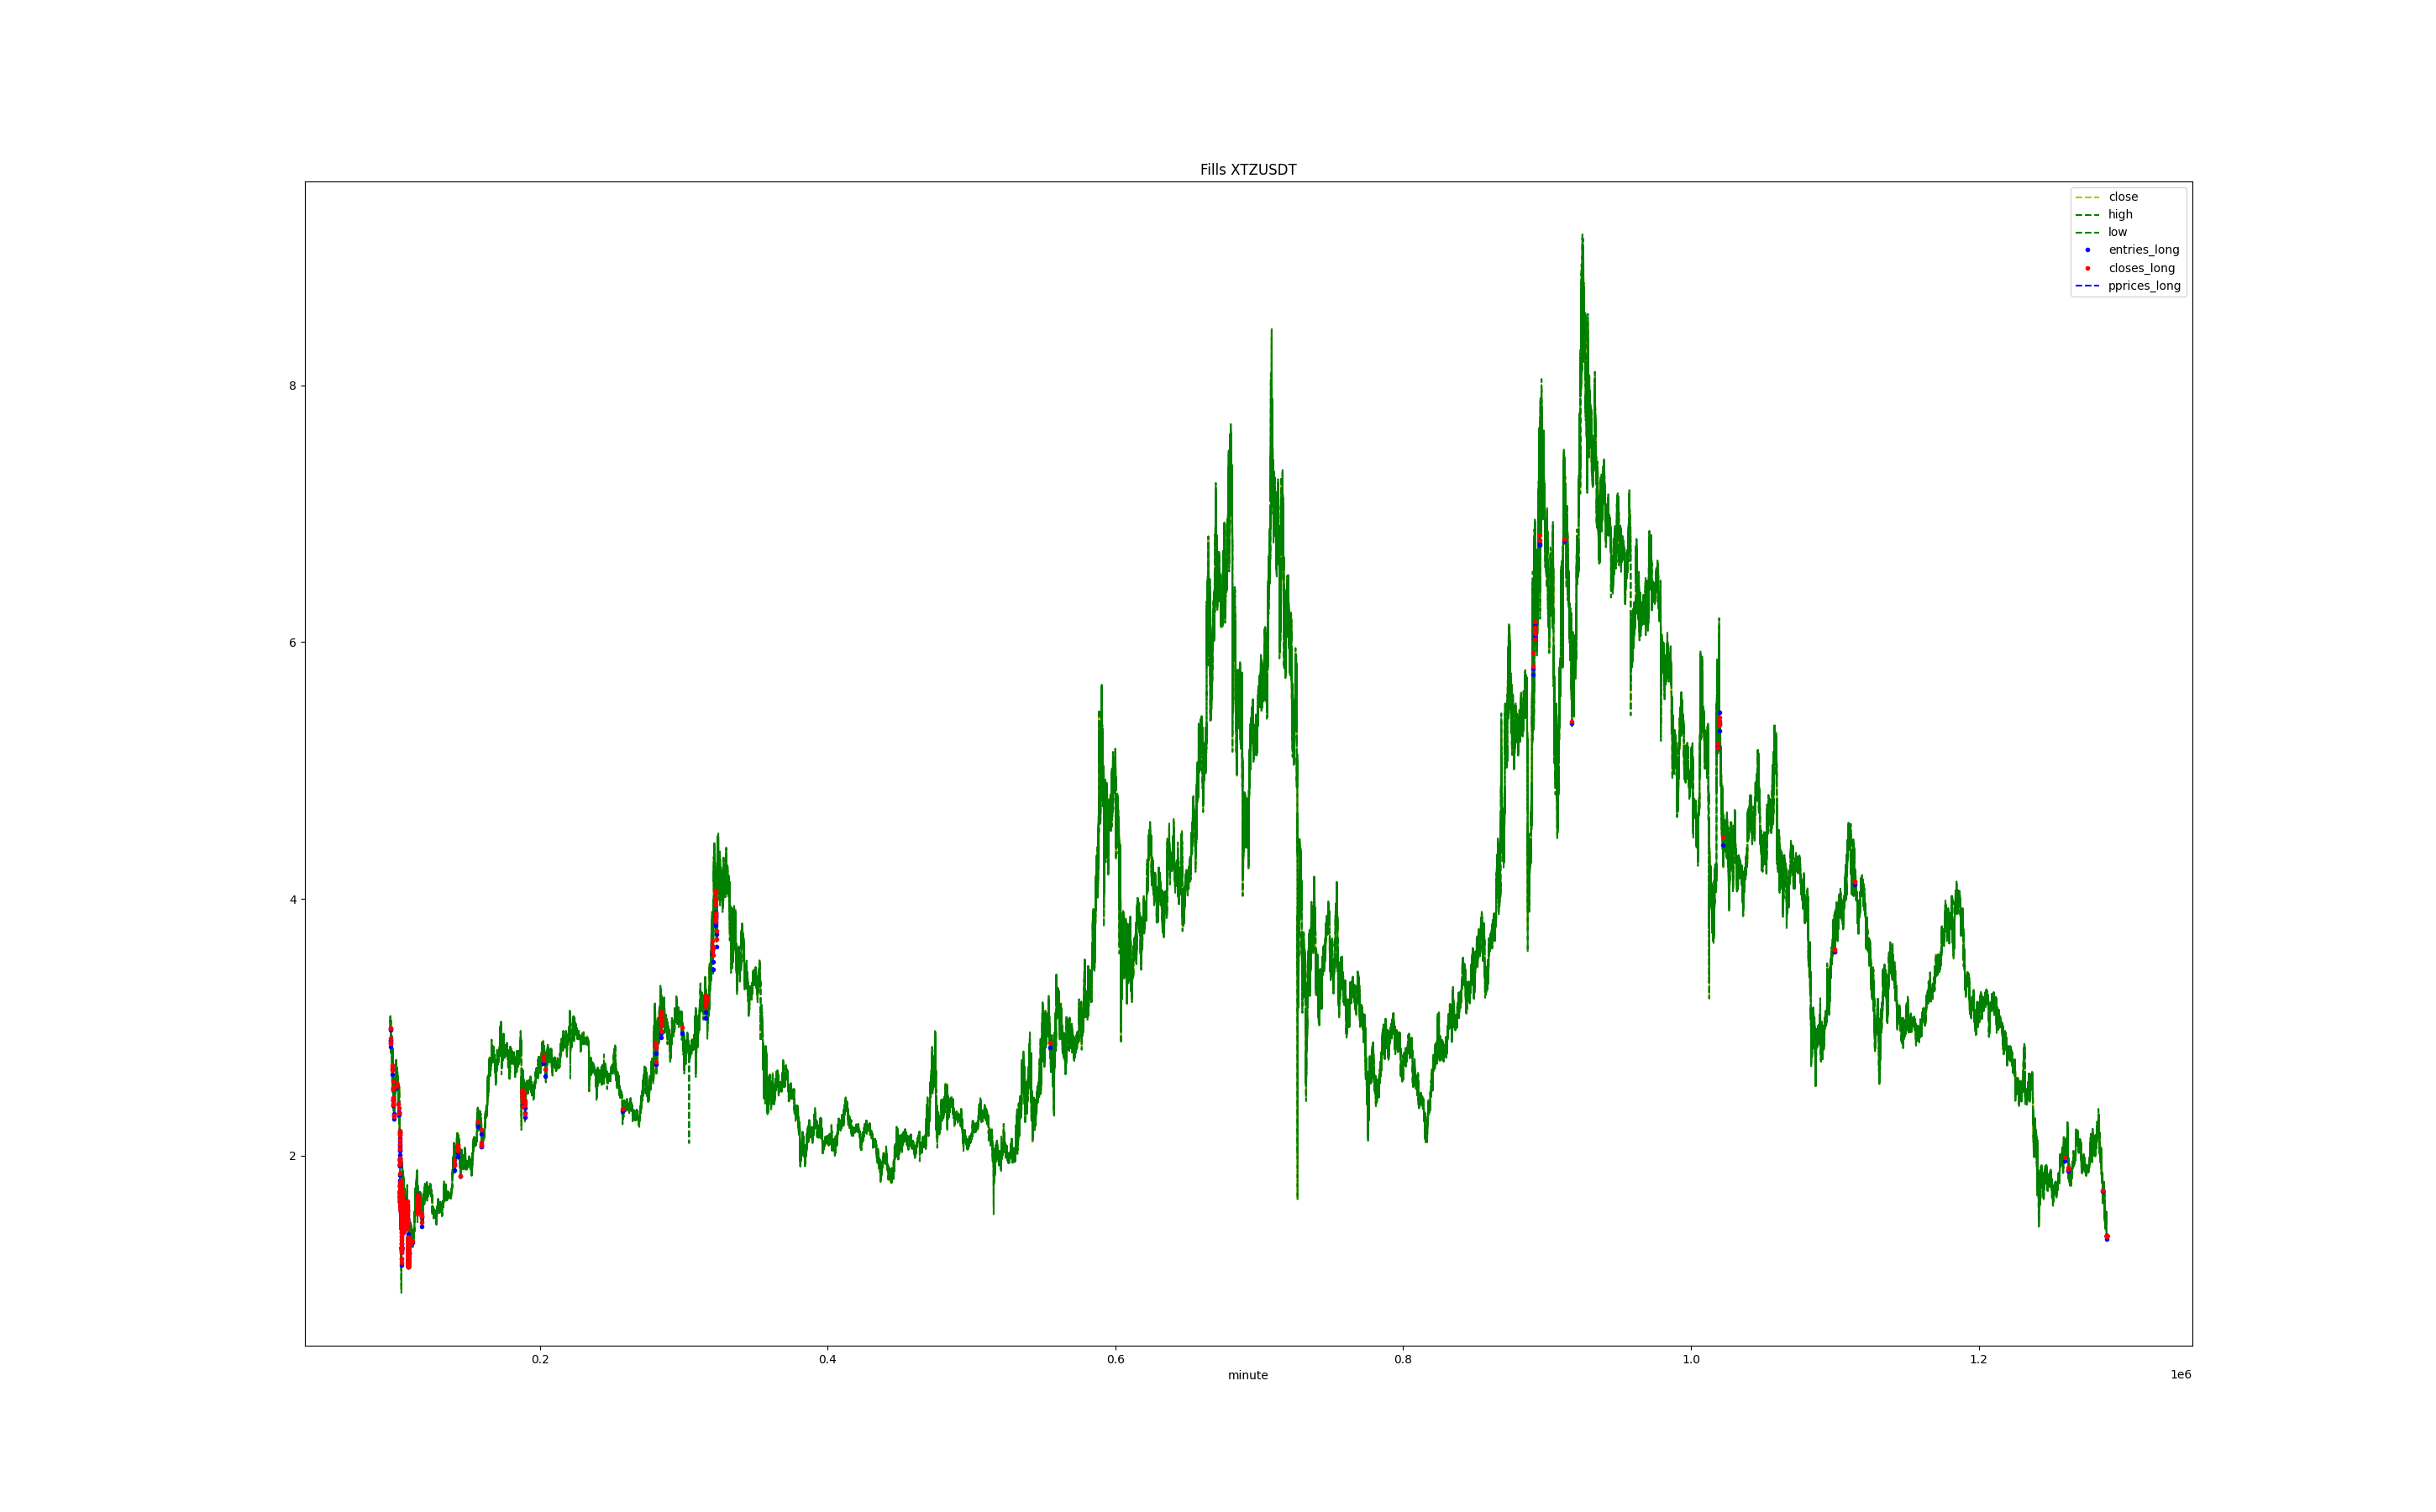 Fills XTZUSDT
close
high
low
entries_long
closes_long
pprices_long
8
6
4
2
0.2 0.4 0.6 0.8 1.0 1.2
minute
1e6